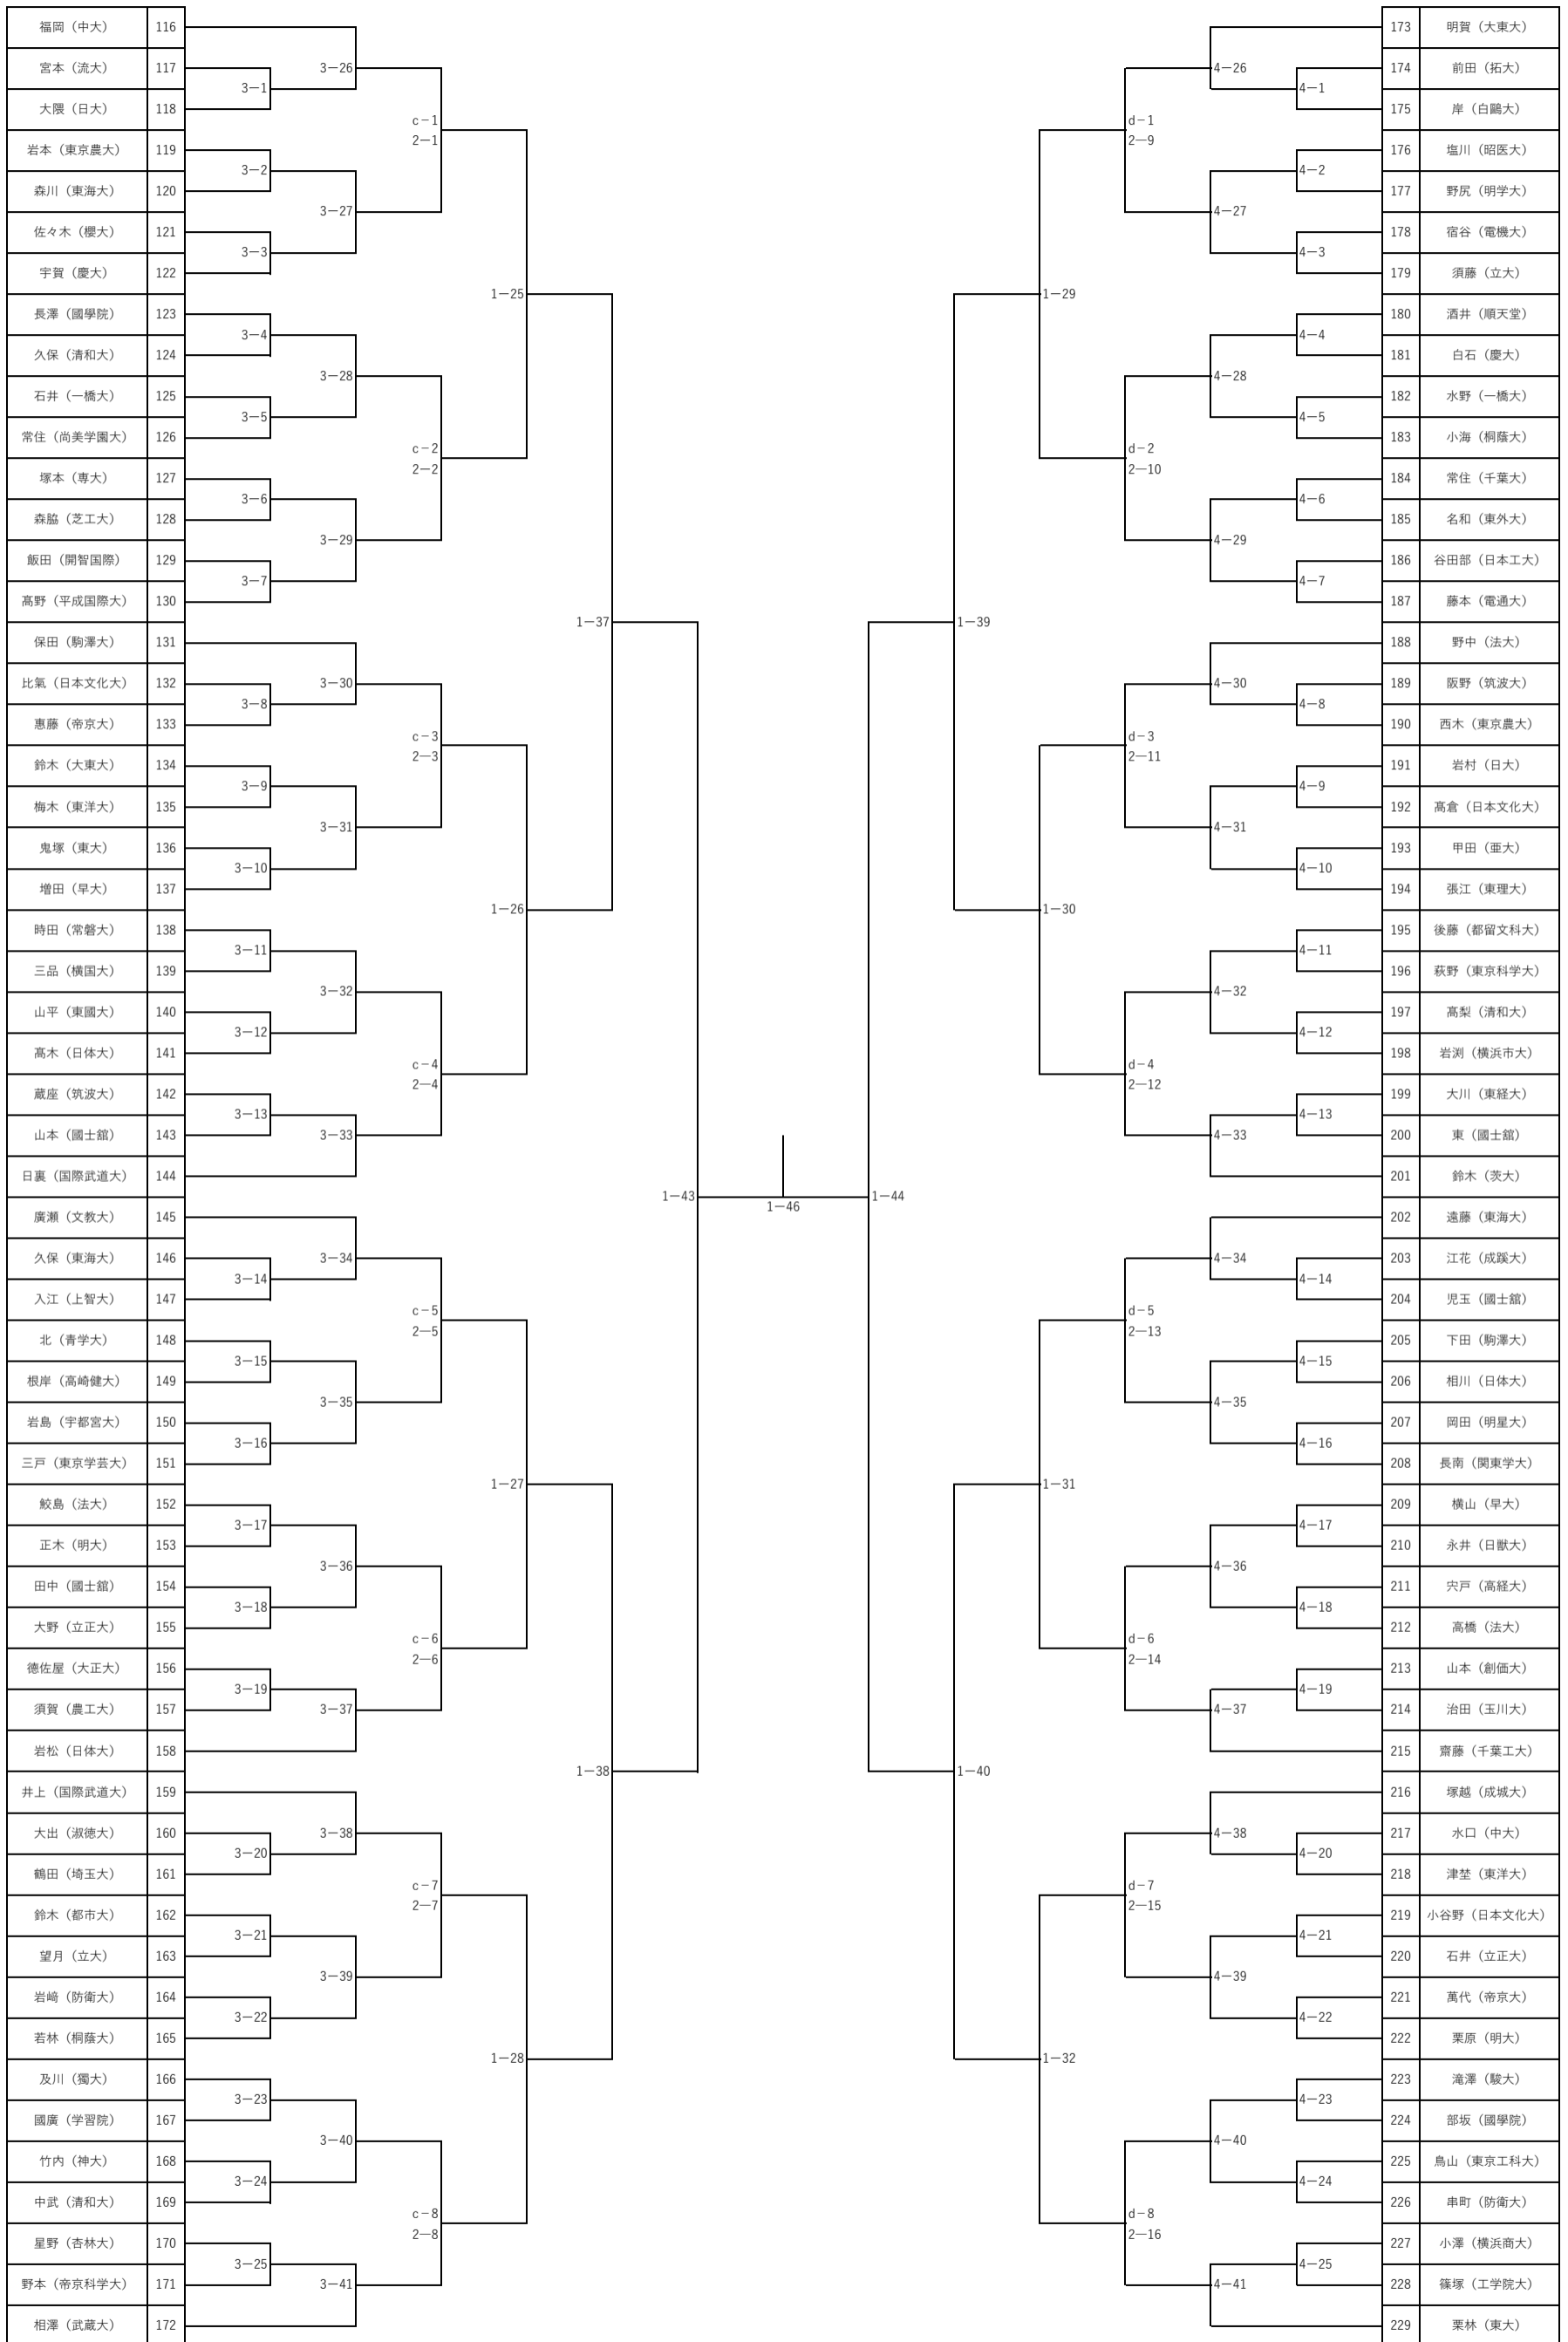 福岡（中大） 116
宮本（流大） 117
大隈（日大） 118
岩本（東京農大） 119
森川（東海大） 120
佐々木（櫻大） 121
宇賀（慶大） 122
長澤（國學院） 123
久保（清和大） 124
石井（一橋大） 125
常住（尚美学園大） 126
塚本（専大） 127
森脇（芝工大） 128
飯田（開智国際） 129
髙野（平成国際大） 130
保田（駒澤大） 131
比氣（日本文化大） 132
惠藤（帝京大） 133
鈴木（大東大） 134
梅木（東洋大） 135
鬼塚（東大） 136
増田（早大） 137
時田（常磐大） 138
三品（横国大） 139
山平（東國大） 140
髙木（日体大） 141
蔵座（筑波大） 142
山本（國士舘） 143
日裏（国際武道大） 144
廣瀬（文教大） 145
久保（東海大） 146
入江（上智大） 147
北（青学大） 148
根岸（高崎健大） 149
岩島（宇都宮大） 150
三戸（東京学芸大） 151
鮫島（法大） 152
正木（明大） 153
田中（國士舘） 154
大野（立正大） 155
德佐屋（大正大） 156
須賀（農工大） 157
岩松（日体大） 158
井上（国際武道大） 159
大出（淑徳大） 160
鶴田（埼玉大） 161
鈴木（都市大） 162
望月（立大） 163
岩﨑（防衛大） 164
若林（桐蔭大） 165
及川（獨大） 166
國廣（学習院） 167
竹内（神大） 168
中武（清和大） 169
星野（杏林大） 170
野本（帝京科学大） 171
相澤（武蔵大） 172
3－1
3－2
3－3
3－4
3－5
3－6
3－7
3－8
3－9
3－10
3－11
3－12
3－13
3－14
3－15
3－16
3－17
3－18
3－19
3－20
3－21
3－22
3－23
3－24
3－25
3－26
3－27
3－28
3－29
3－30
3－31
3－32
3－33
3－34
3－35
3－36
3－37
3－38
3－39
3－40
3－41
c－1
2－1
c－2
2－2
c－3
2－3
c－4
2－4
c－5
2－5
c－6
2－6
c－7
2－7
c－8
2－8
1－25
1－26
1－27
1－28
1－37
1－38
1－43
1－46
1－44
1－39
1－40
1－29
1－30
1－31
1－32
d－1
2－9
d－2
2－10
d－3
2－11
d－4
2－12
d－5
2－13
d－6
2－14
d－7
2－15
d－8
2－16
4－26
4－27
4－28
4－29
4－30
4－31
4－32
4－33
4－34
4－35
4－36
4－37
4－38
4－39
4－40
4－41
4－1
4－2
4－3
4－4
4－5
4－6
4－7
4－8
4－9
4－10
4－11
4－12
4－13
4－14
4－15
4－16
4－17
4－18
4－19
4－20
4－21
4－22
4－23
4－24
4－25
173 明賀（大東大）
174 前田（拓大）
175 岸（白鷗大）
176 塩川（昭医大）
177 野尻（明学大）
178 宿谷（電機大）
179 須藤（立大）
180 酒井（順天堂）
181 白石（慶大）
182 水野（一橋大）
183 小海（桐蔭大）
184 常住（千葉大）
185 名和（東外大）
186 谷田部（日本工大）
187 藤本（電通大）
188 野中（法大）
189 阪野（筑波大）
190 西木（東京農大）
191 岩村（日大）
192 髙倉（日本文化大）
193 甲田（亜大）
194 張江（東理大）
195 後藤（都留文科大）
196 萩野（東京科学大）
197 髙梨（清和大）
198 岩渕（横浜市大）
199 大川（東経大）
200 東（國士舘）
201 鈴木（茨大）
202 遠藤（東海大）
203 江花（成蹊大）
204 児玉（國士舘）
205 下田（駒澤大）
206 相川（日体大）
207 岡田（明星大）
208 長南（関東学大）
209 横山（早大）
210 永井（日獣大）
211 宍戸（高経大）
212 高橋（法大）
213 山本（創価大）
214 治田（玉川大）
215 齋藤（千葉工大）
216 塚越（成城大）
217 水口（中大）
218 津埜（東洋大）
219 小谷野（日本文化大）
220 石井（立正大）
221 萬代（帝京大）
222 栗原（明大）
223 滝澤（駿大）
224 部坂（國學院）
225 鳥山（東京工科大）
226 串町（防衛大）
227 小澤（横浜商大）
228 篠塚（工学院大）
229 栗林（東大）